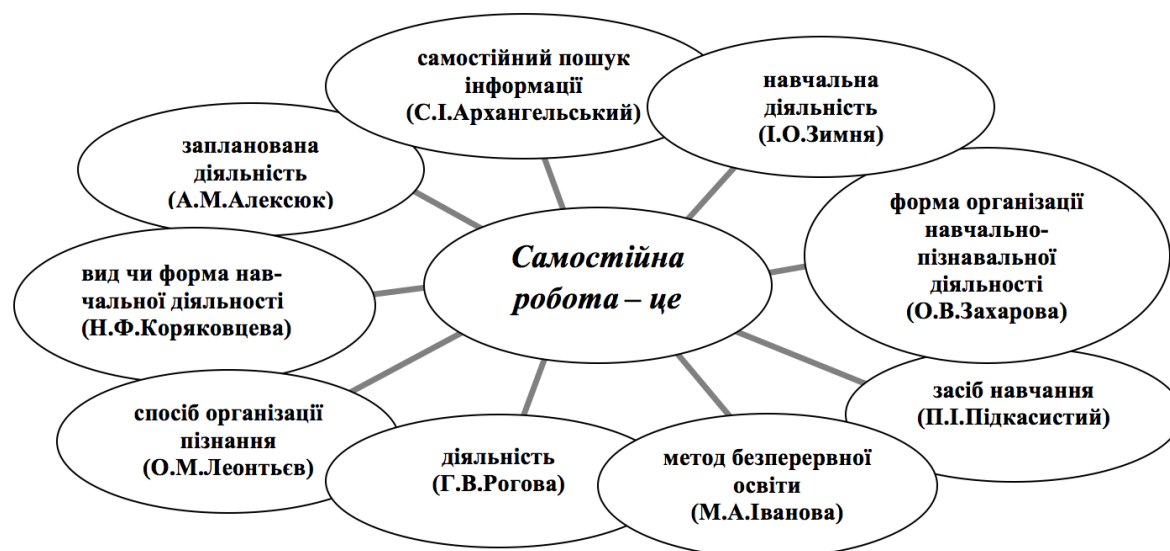 самостійний пошук
інформації
(С.І.Архангельський)
навчальна
діяльність
(І.О.Зимня)
запланована
діяльність
(А.М.Алексюк)
форма організації
навчально-
пізнавальної
діяльності
(О.В.Захарова)
Самостійна
робота – це
вид чи форма нав-
чальної діяльності
(Н.Ф.Коряковцева)
засіб навчання
(П.І.Підкасистий)
спосіб організації
пізнання
(О.М.Леонтьєв)
діяльність
(Г.В.Рогова)
метод безперервної
освіти
(М.А.Іванова)